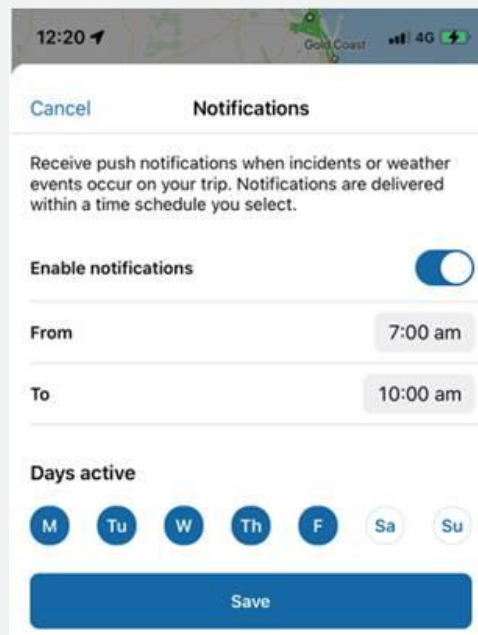 12:20
Gold Coast
4G
Cancel
Notifications
Receive push notifications when incidents or weather
events occur on your trip. Notifications are delivered
within a time schedule you select.
Enable notifications
From
7:00 am
To
10:00 am
Days active
M Tu W Th F Sa Su
Save